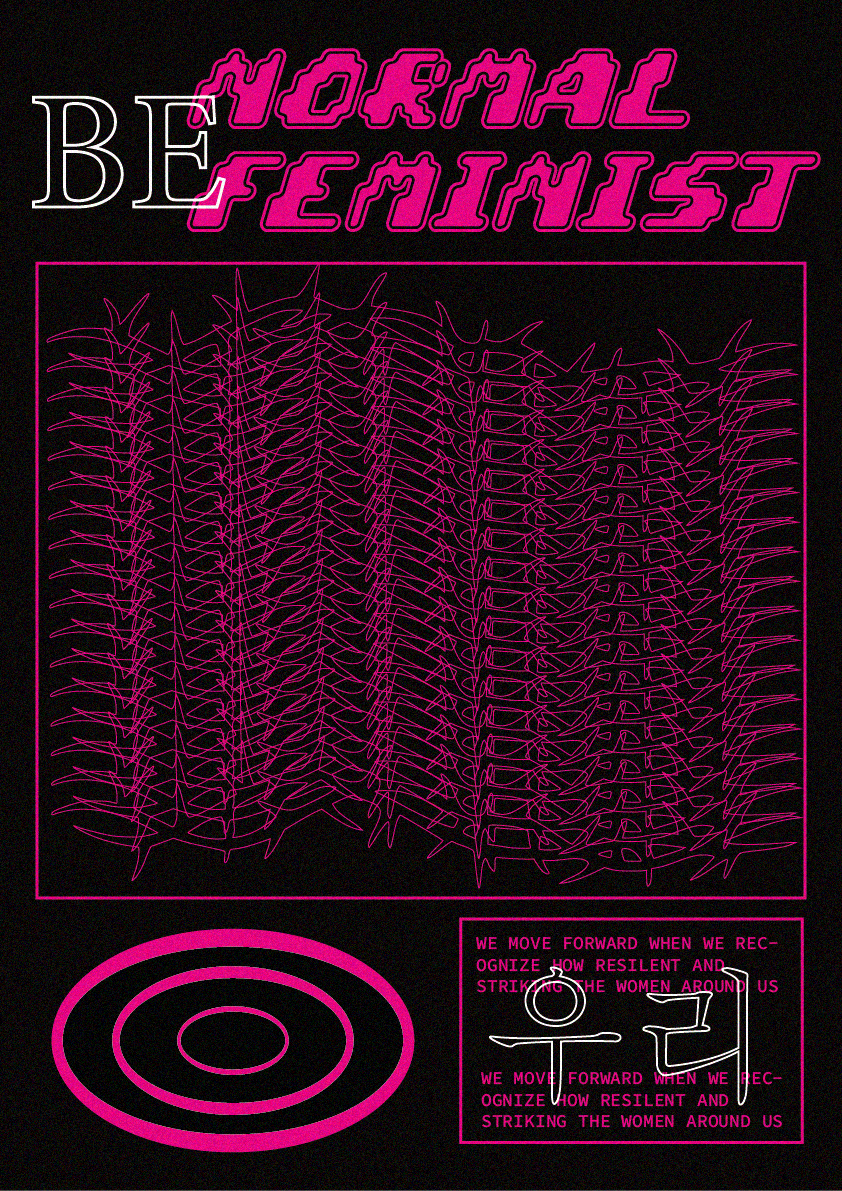 BE
NORMAL
FEMINIST
WE MOVE FORWARD WHEN WE REC-
OGNIZE HOW RESILENT AND
STRIKING THE WOMEN AROUND US
우리
WE MOVE FORWARD WHEN WE REC-
OGNIZE HOW RESILENT AND
STRIKING THE WOMEN AROUND US